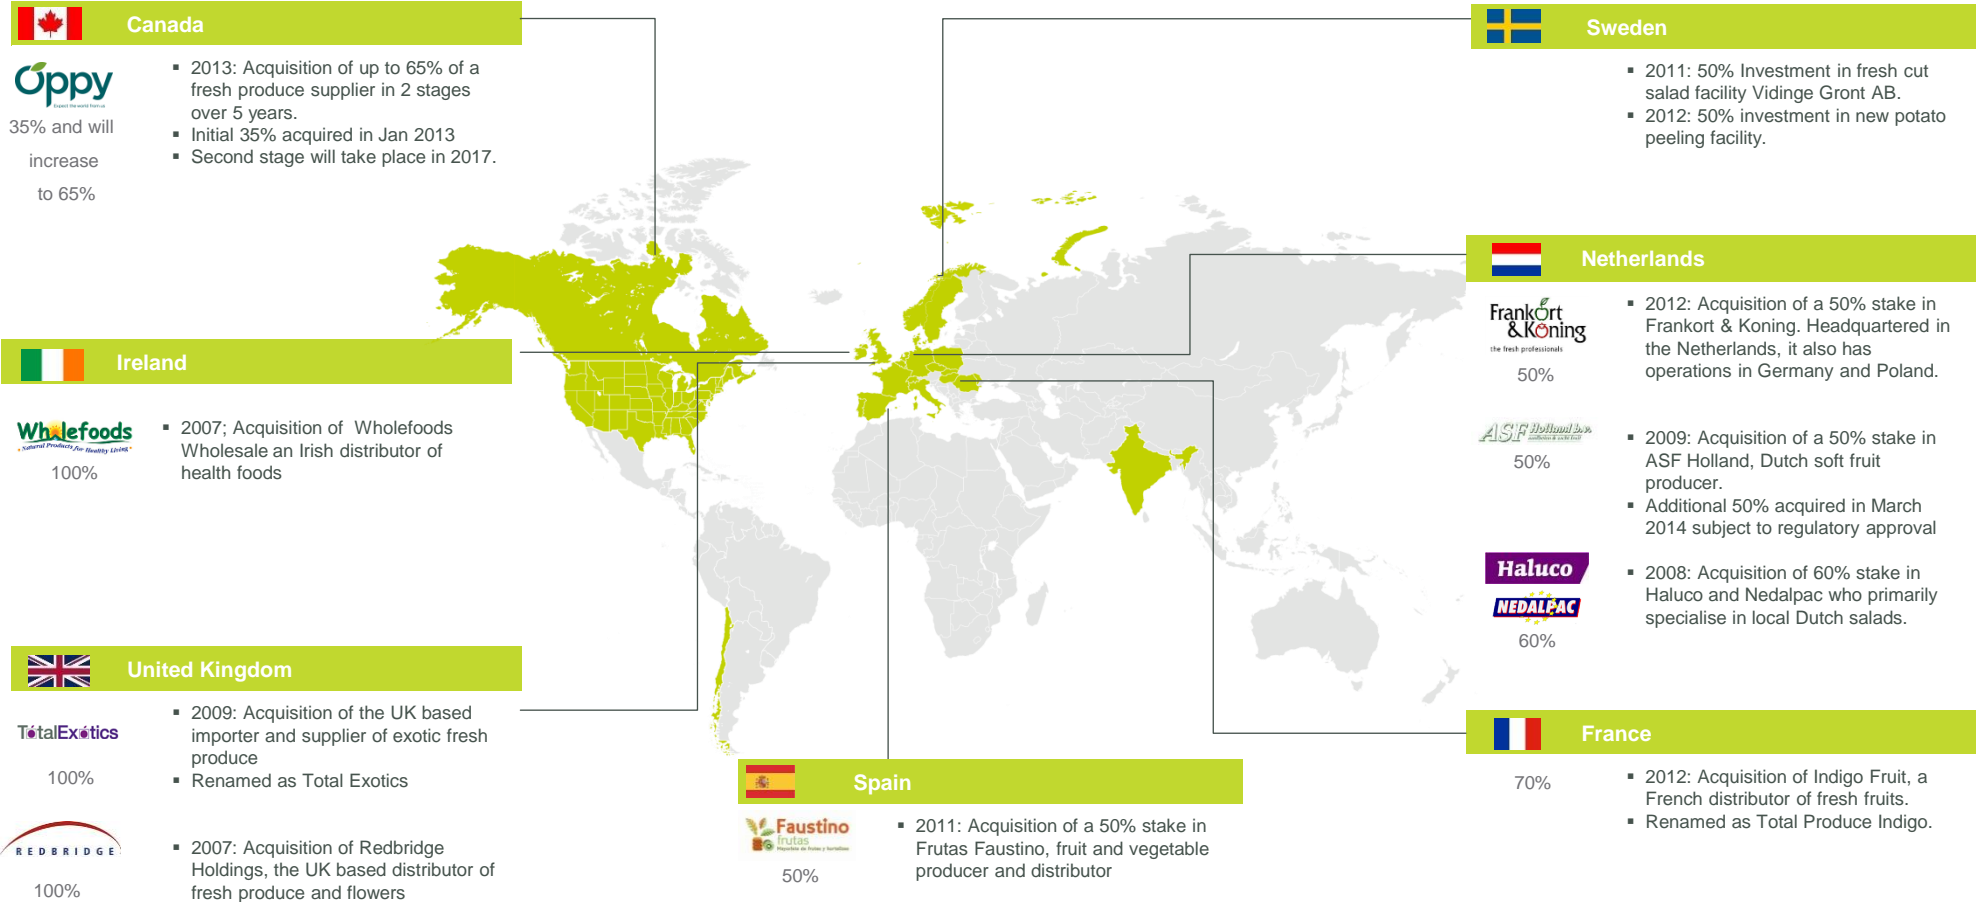 Canada
Oppy
35% and will
increase
to 65%
▪ 2013: Acquisition of up to 65% of a
fresh produce supplier in 2 stages
over 5 years.
▪ Initial 35% acquired in Jan 2013
▪ Second stage will take place in 2017.
Ireland
Wholefoods
Natural Products for Healthy Living
100%
▪ 2007; Acquisition of Wholefoods
Wholesale an Irish distributor of
health foods
United Kingdom
TotalExotics
100%
▪ 2009: Acquisition of the UK based
importer and supplier of exotic fresh
produce
▪ Renamed as Total Exotics
REDBRIDGE
100%
▪ 2007: Acquisition of Redbridge
Holdings, the UK based distributor of
fresh produce and flowers
Spain
Faustino
frutas
50%
▪ 2011: Acquisition of a 50% stake in
Frutas Faustino, fruit and vegetable
producer and distributor
Sweden
▪ 2011: 50% Investment in fresh cut
salad facility Vidinge Gront AB.
▪ 2012: 50% investment in new potato
peeling facility.
Netherlands
Frankort
& Koning
the fresh professionals
50%
▪ 2012: Acquisition of a 50% stake in
Frankort & Koning. Headquartered in
the Netherlands, it also has
operations in Germany and Poland.
ASF Holland b.v.
50%
▪ 2009: Acquisition of a 50% stake in
ASF Holland, Dutch soft fruit
producer.
▪ Additional 50% acquired in March
2014 subject to regulatory approval
Haluco
NEDALPAC
60%
▪ 2008: Acquisition of 60% stake in
Haluco and Nedalpac who primarily
specialise in local Dutch salads.
France
70%
▪ 2012: Acquisition of Indigo Fruit, a
French distributor of fresh fruits.
▪ Renamed as Total Produce Indigo.